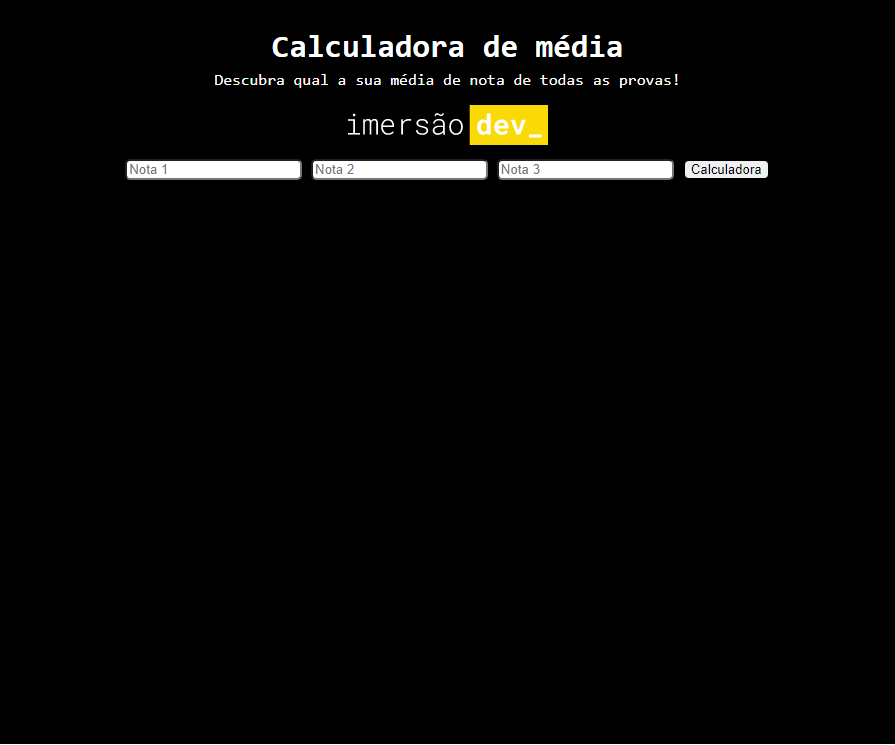 Calculadora de média
Descubra qual a sua média de nota de todas as provas!
imersão dev_
Nota 1 Nota 2 Nota 3 Calculadora